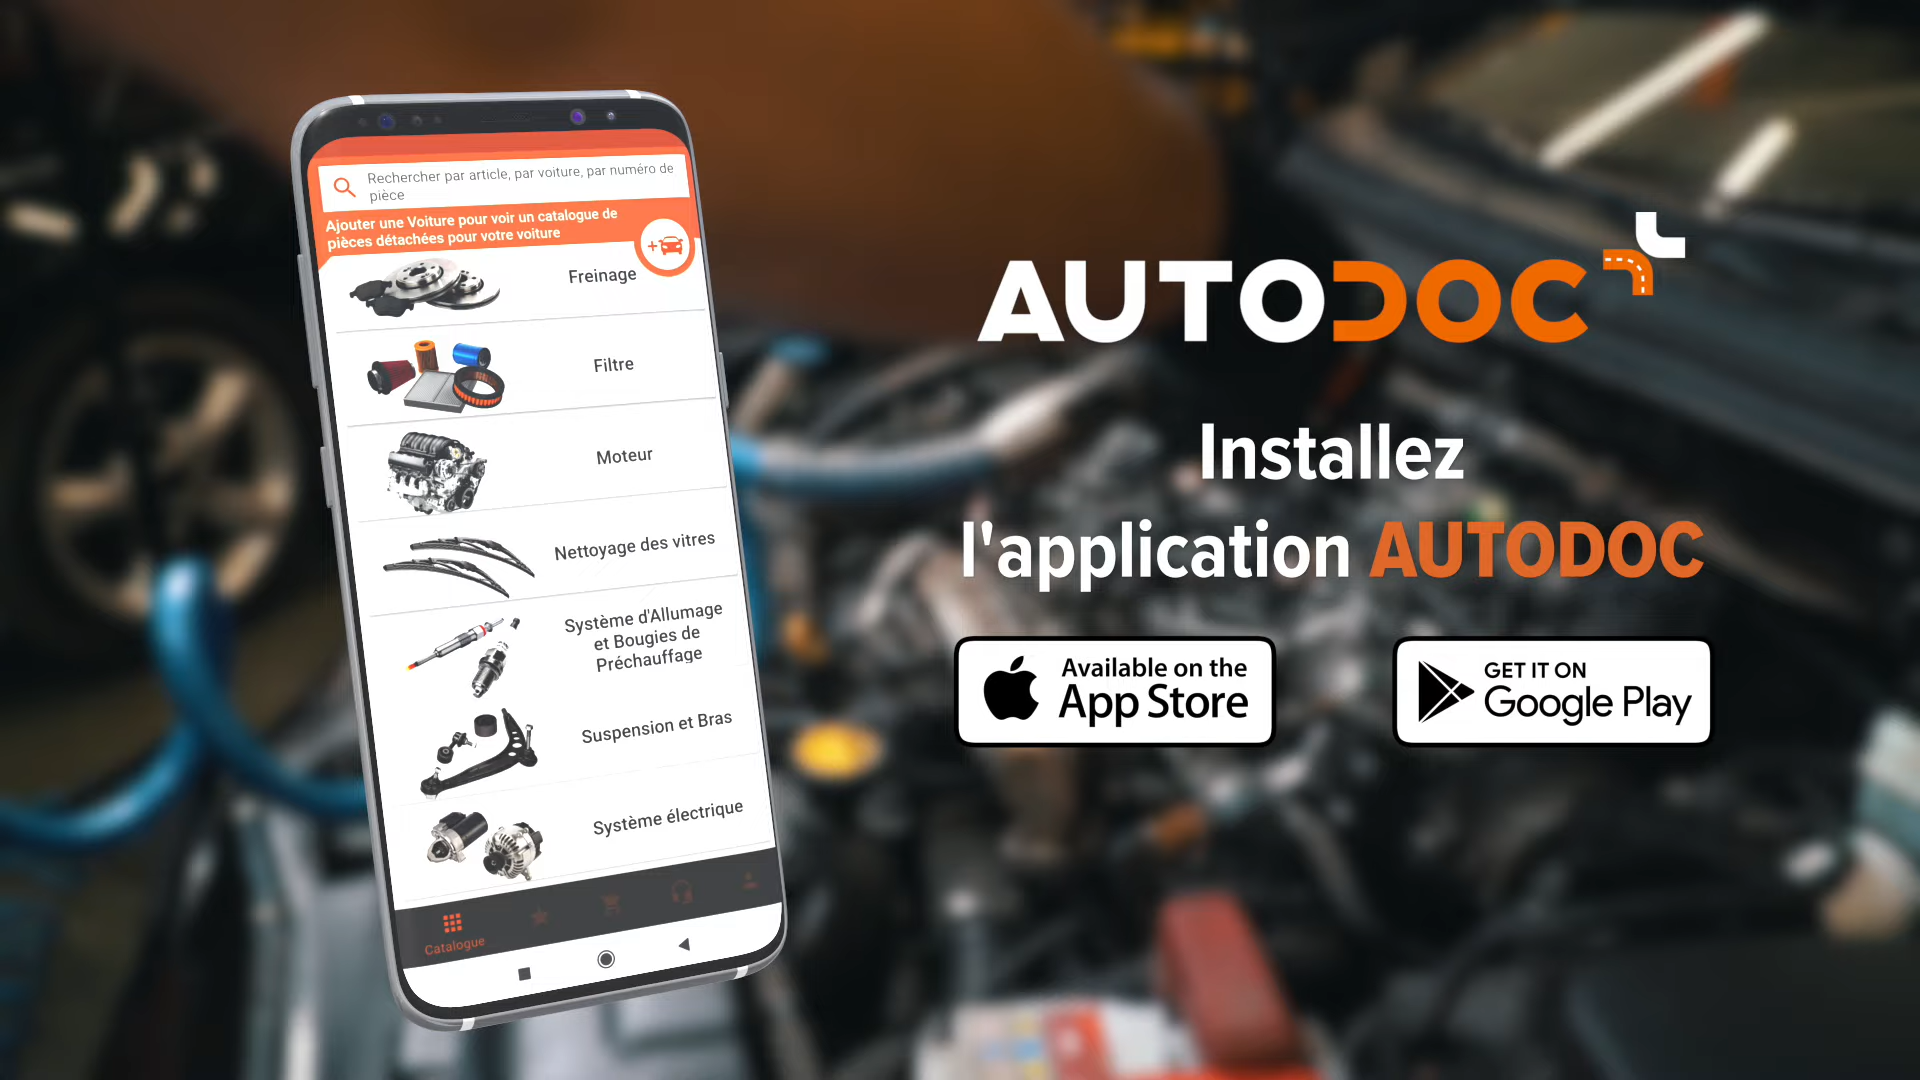 Rechercher par article, par voiture, par numéro de
pièce
Ajouter une Voiture pour voir un catalogue de
pièces détachées pour votre voiture
Freinage
Filtre
Moteur
Nettoyage des vitres
Système d'Allumage
et Bougies de
Préchauffage
Suspension et Bras
Système électrique
Catalogue
AUTODOC
Installez
l'application AUTODOC
Available on the
App Store
GET IT ON
Google Play